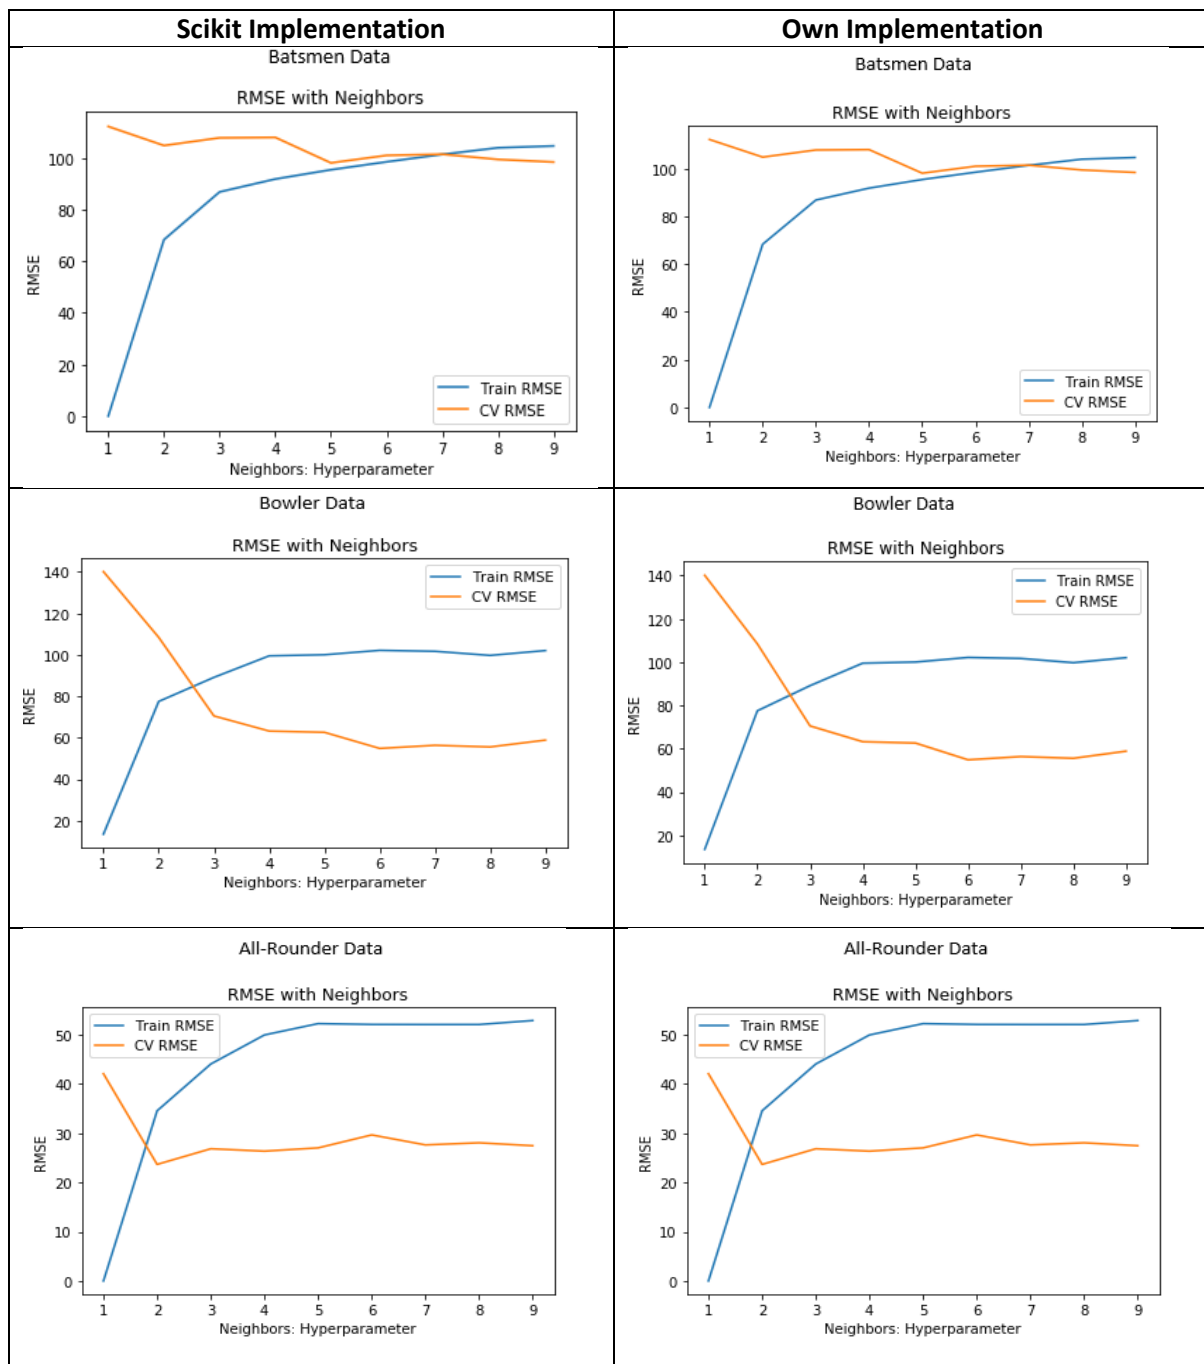 Scikit Implementation
Own Implementation
Batsmen Data
RMSE with Neighbors
RMSE
100
80
60
40
20
0
Train RMSE
CV RMSE
1 2 3 4 5 6 7 8 9
Neighbors: Hyperparameter
Batsmen Data
RMSE with Neighbors
RMSE
100
80
60
40
20
0
Train RMSE
CV RMSE
1 2 3 4 5 6 7 8 9
Neighbors: Hyperparameter
Bowler Data
RMSE with Neighbors
RMSE
140
120
100
80
60
40
20
Train RMSE
CV RMSE
1 2 3 4 5 6 7 8 9
Neighbors: Hyperparameter
Bowler Data
RMSE with Neighbors
RMSE
140
120
100
80
60
40
20
Train RMSE
CV RMSE
1 2 3 4 5 6 7 8 9
Neighbors: Hyperparameter
All-Rounder Data
RMSE with Neighbors
RMSE
50
40
30
20
10
0
Train RMSE
CV RMSE
1 2 3 4 5 6 7 8 9
Neighbors: Hyperparameter
All-Rounder Data
RMSE with Neighbors
RMSE
50
40
30
20
10
0
Train RMSE
CV RMSE
1 2 3 4 5 6 7 8 9
Neighbors: Hyperparameter